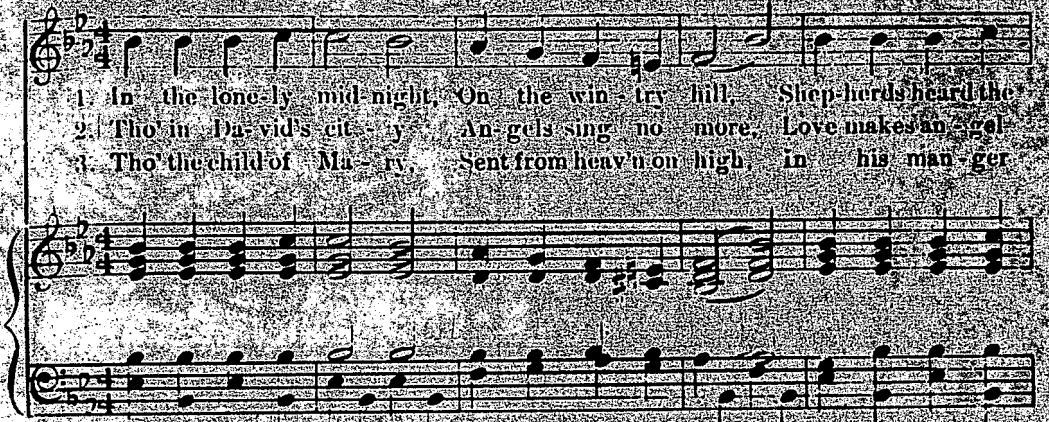 1. In the lone-ly mid-night, On the win-try hill, Shep-herds heard the
2. Tho' in Da-vid's cit-y An-gels sing no more, Love makes an-gel
3. Tho' the child of Ma-ry, Sent from heav'n on high, in his man-ger